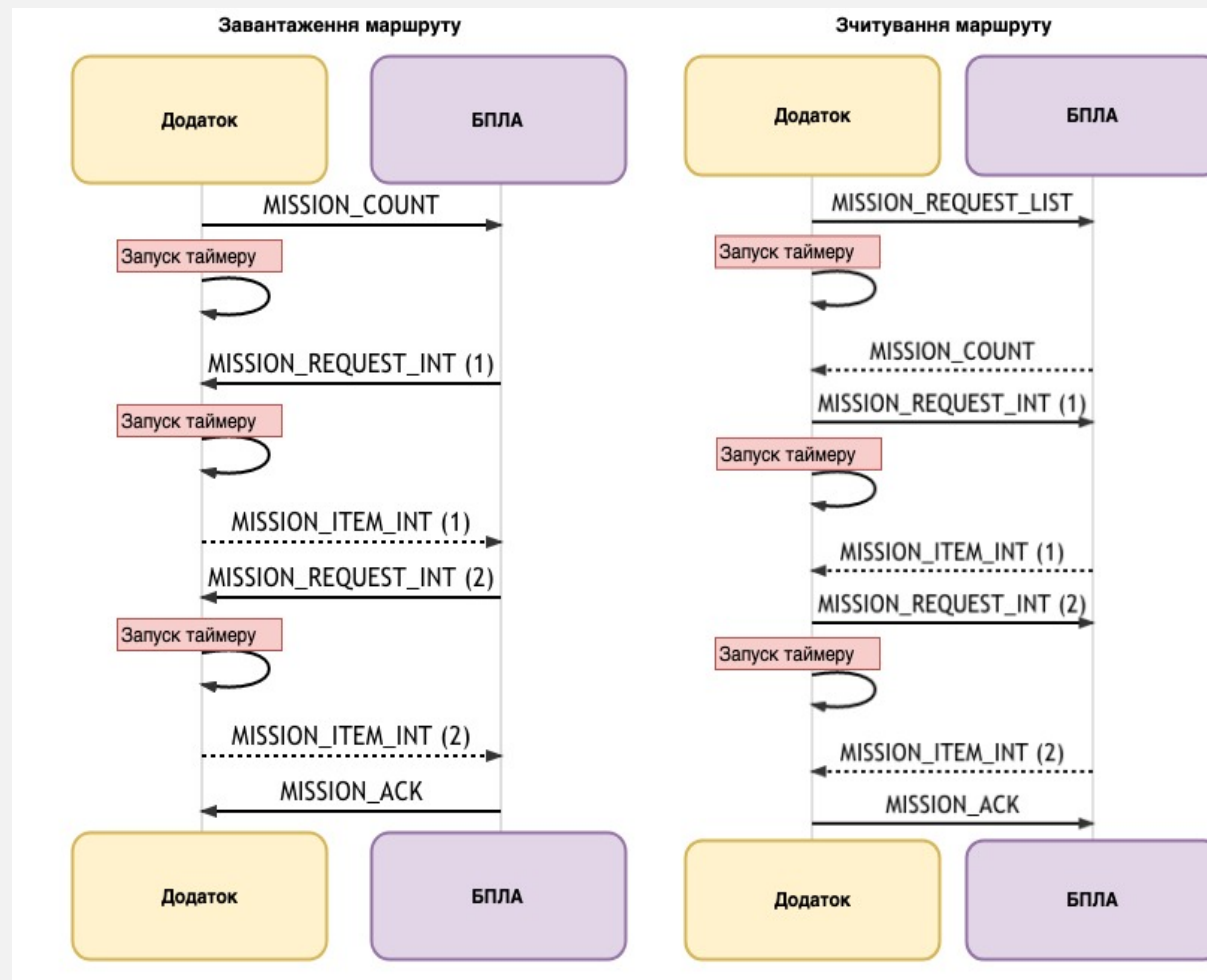 Завантаження маршруту
Додаток
БПЛА
MISSION_COUNT
Запуск таймеру
MISSION_REQUEST_INT (1)
Запуск таймеру
MISSION_ITEM_INT (1)
MISSION_REQUEST_INT (2)
Запуск таймеру
MISSION_ITEM_INT (2)
MISSION_ACK
Додаток
БПЛА
Зчитування маршруту
Додаток
БПЛА
MISSION_REQUEST_LIST
Запуск таймеру
MISSION_COUNT
MISSION_REQUEST_INT (1)
Запуск таймеру
MISSION_ITEM_INT (1)
MISSION_REQUEST_INT (2)
Запуск таймеру
MISSION_ITEM_INT (2)
MISSION_ACK
Додаток
БПЛА